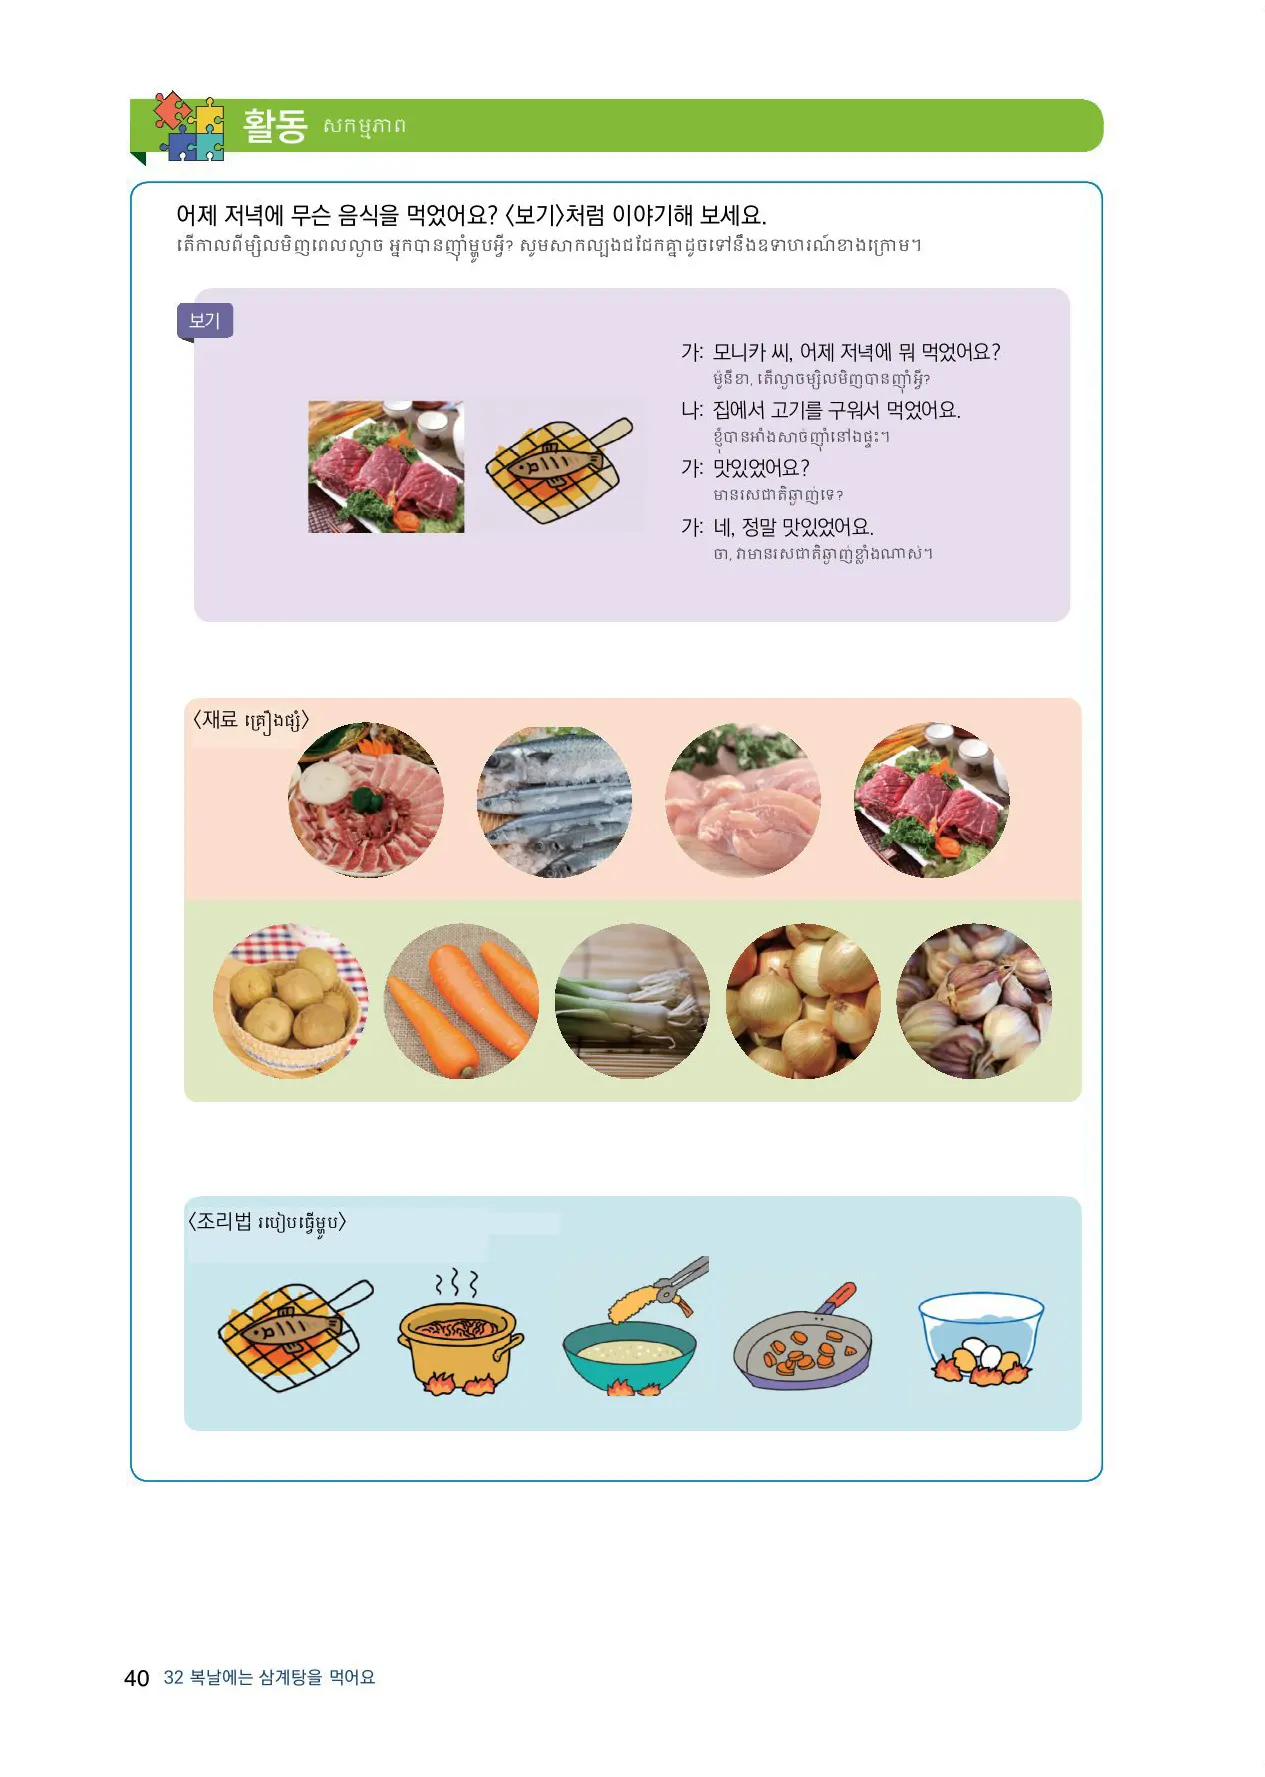 활동 សកម្មភាព
어제 저녁에 무슨 음식을 먹었어요? 〈보기〉처럼 이야기해 보세요.
តើកាលពីម្សិលមិញពេលល្ងាច អ្នកបានញ៉ាំម្ហូបអ្វី? សូមសាកល្បងជជែកគ្នាដូចទៅនឹងឧទាហរណ៍ខាងក្រោម។
보기
가: 모니카 씨, 어제 저녁에 뭐 먹었어요?
ម៉ូនីខា, តើល្ងាចម្សិលមិញបានញ៉ាំអ្វី?
나: 집에서 고기를 구워서 먹었어요.
ខ្ញុំបានអាំងសាច់ញ៉ាំនៅឯផ្ទះ។
가: 맛있었어요?
មានរសជាតិឆ្ងាញ់ទេ?
가: 네, 정말 맛있었어요.
ចា, វាមានរសជាតិឆ្ងាញ់ខ្លាំងណាស់។
〈재료 គ្រឿងផ្សំ〉
〈조리법 របៀបធ្វើម្ហូប〉
40 32 복날에는 삼계탕을 먹어요